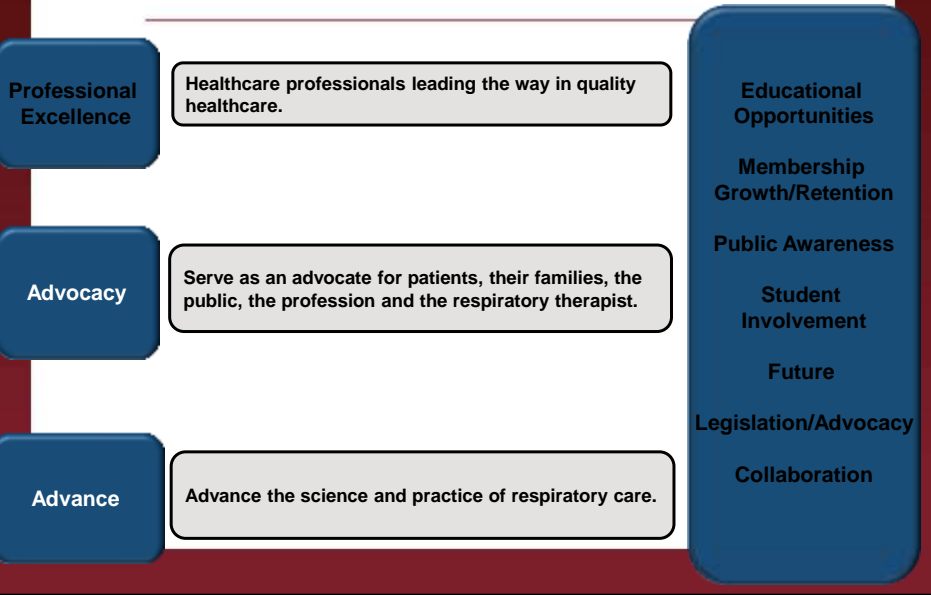 Professional
Excellence
Healthcare professionals leading the way in quality
healthcare.
Advocacy
Serve as an advocate for patients, their families, the
public, the profession and the respiratory therapist.
Advance
Advance the science and practice of respiratory care.
Educational
Opportunities
Membership
Growth/Retention
Public Awareness
Student
Involvement
Future
Legislation/Advocacy
Collaboration